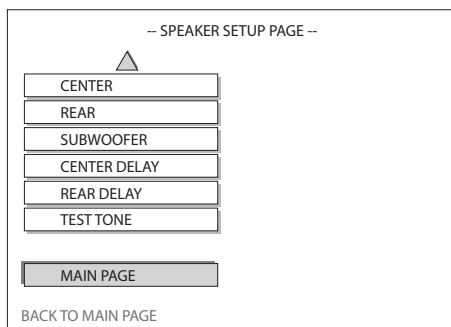 -- SPEAKER SETUP PAGE --
CENTER
REAR
SUBWOOFER
CENTER DELAY
REAR DELAY
TEST TONE
MAIN PAGE
BACK TO MAIN PAGE